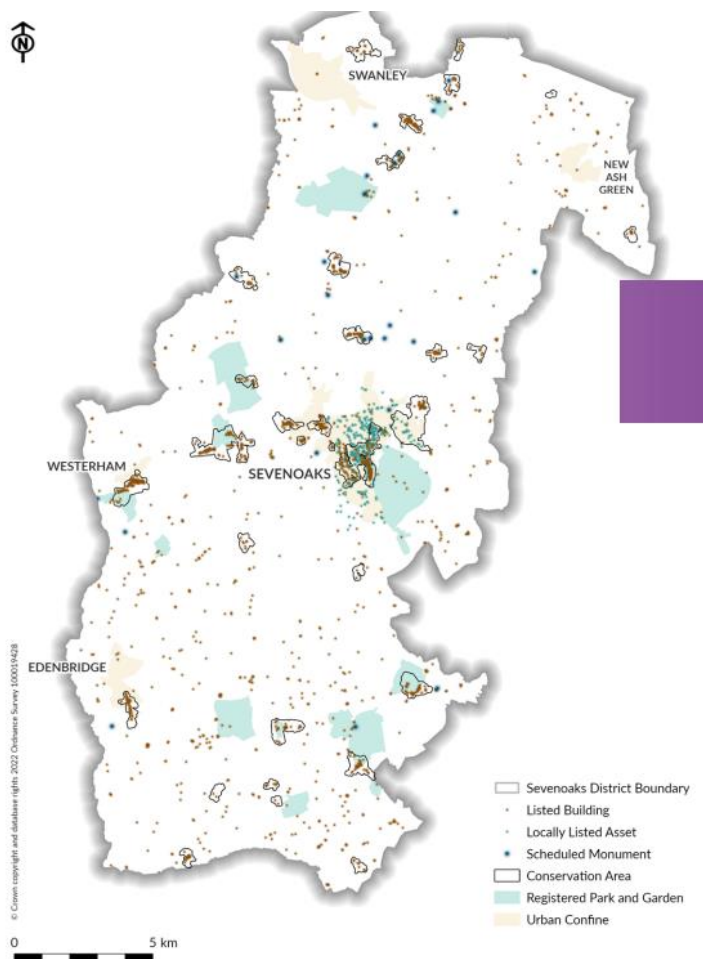 N
SWANLEY
NEW
ASH
GREEN
WESTERHAM
SEVENOAKS
EDENBRIDGE
© Crown copyright and database rights 2022 Ordnance Survey 100019428
Sevenoaks District Boundary
Listed Building
Locally Listed Asset
Scheduled Monument
Conservation Area
Registered Park and Garden
Urban Confine
0 5 km